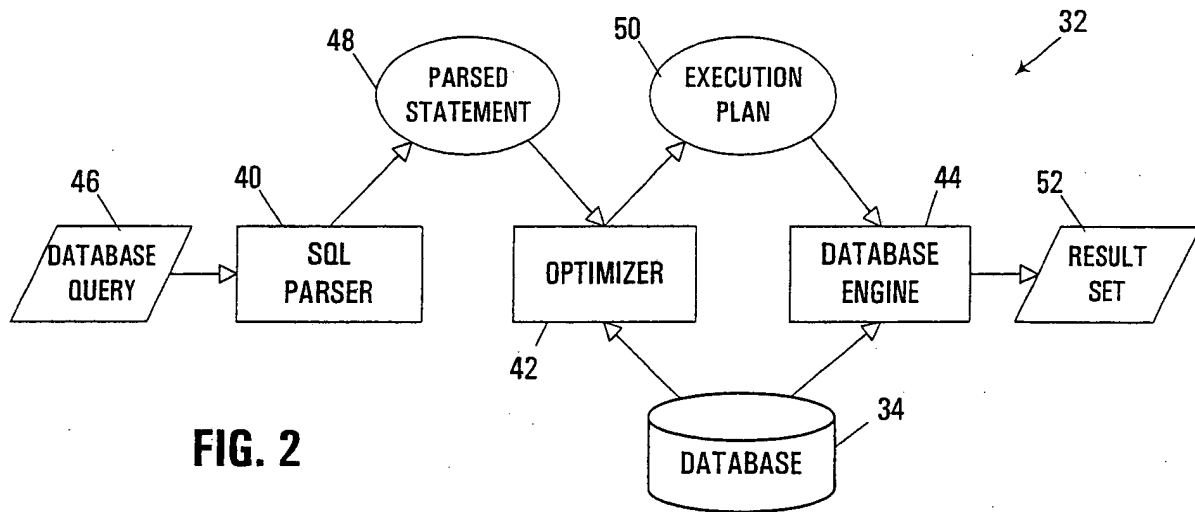 48
PARSED
STATEMENT
50
EXECUTION
PLAN
32
46
DATABASE
QUERY
40
SQL
PARSER
OPTIMIZER
42
44
DATABASE
ENGINE
52
RESULT
SET
34
DATABASE
FIG. 2